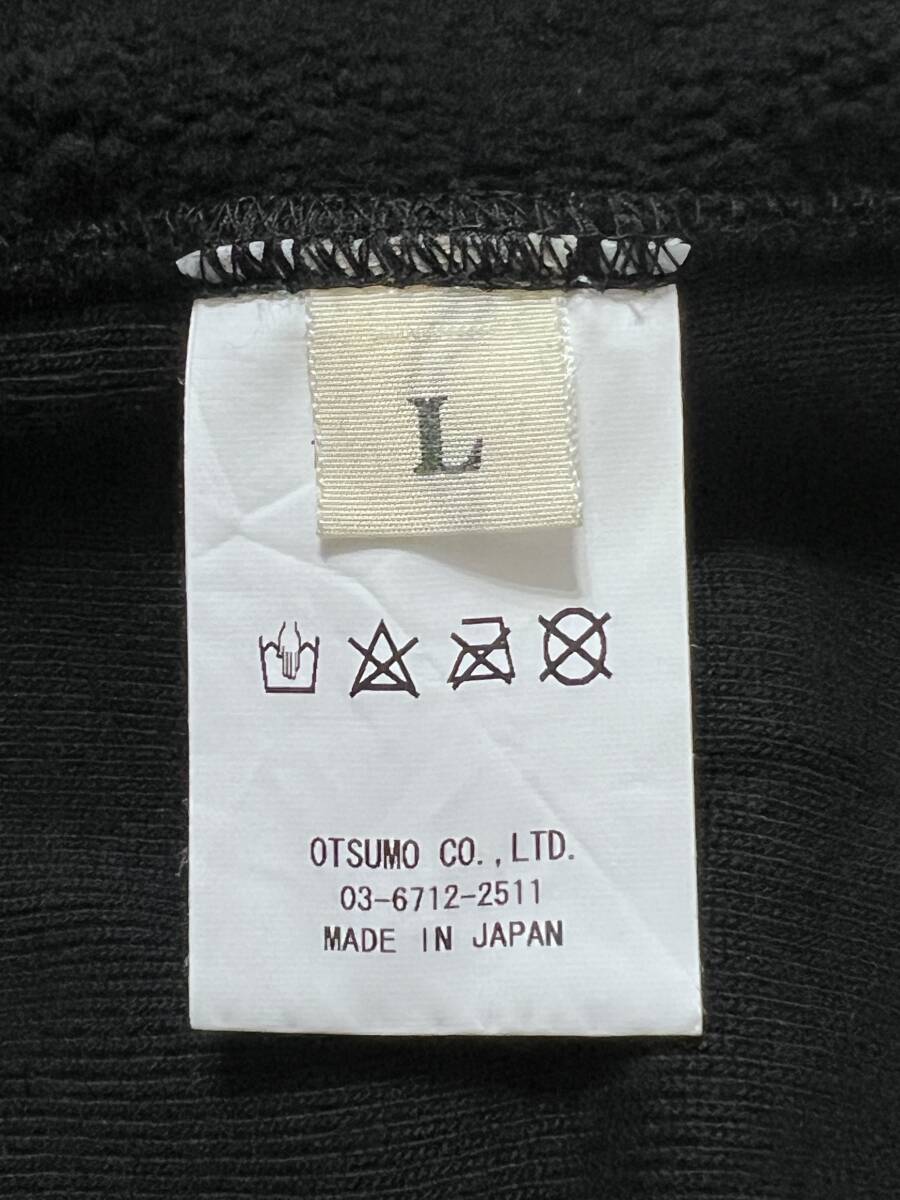 L
OTSUMO CO.,LTD.
03-6712-2511
MADE IN JAPAN